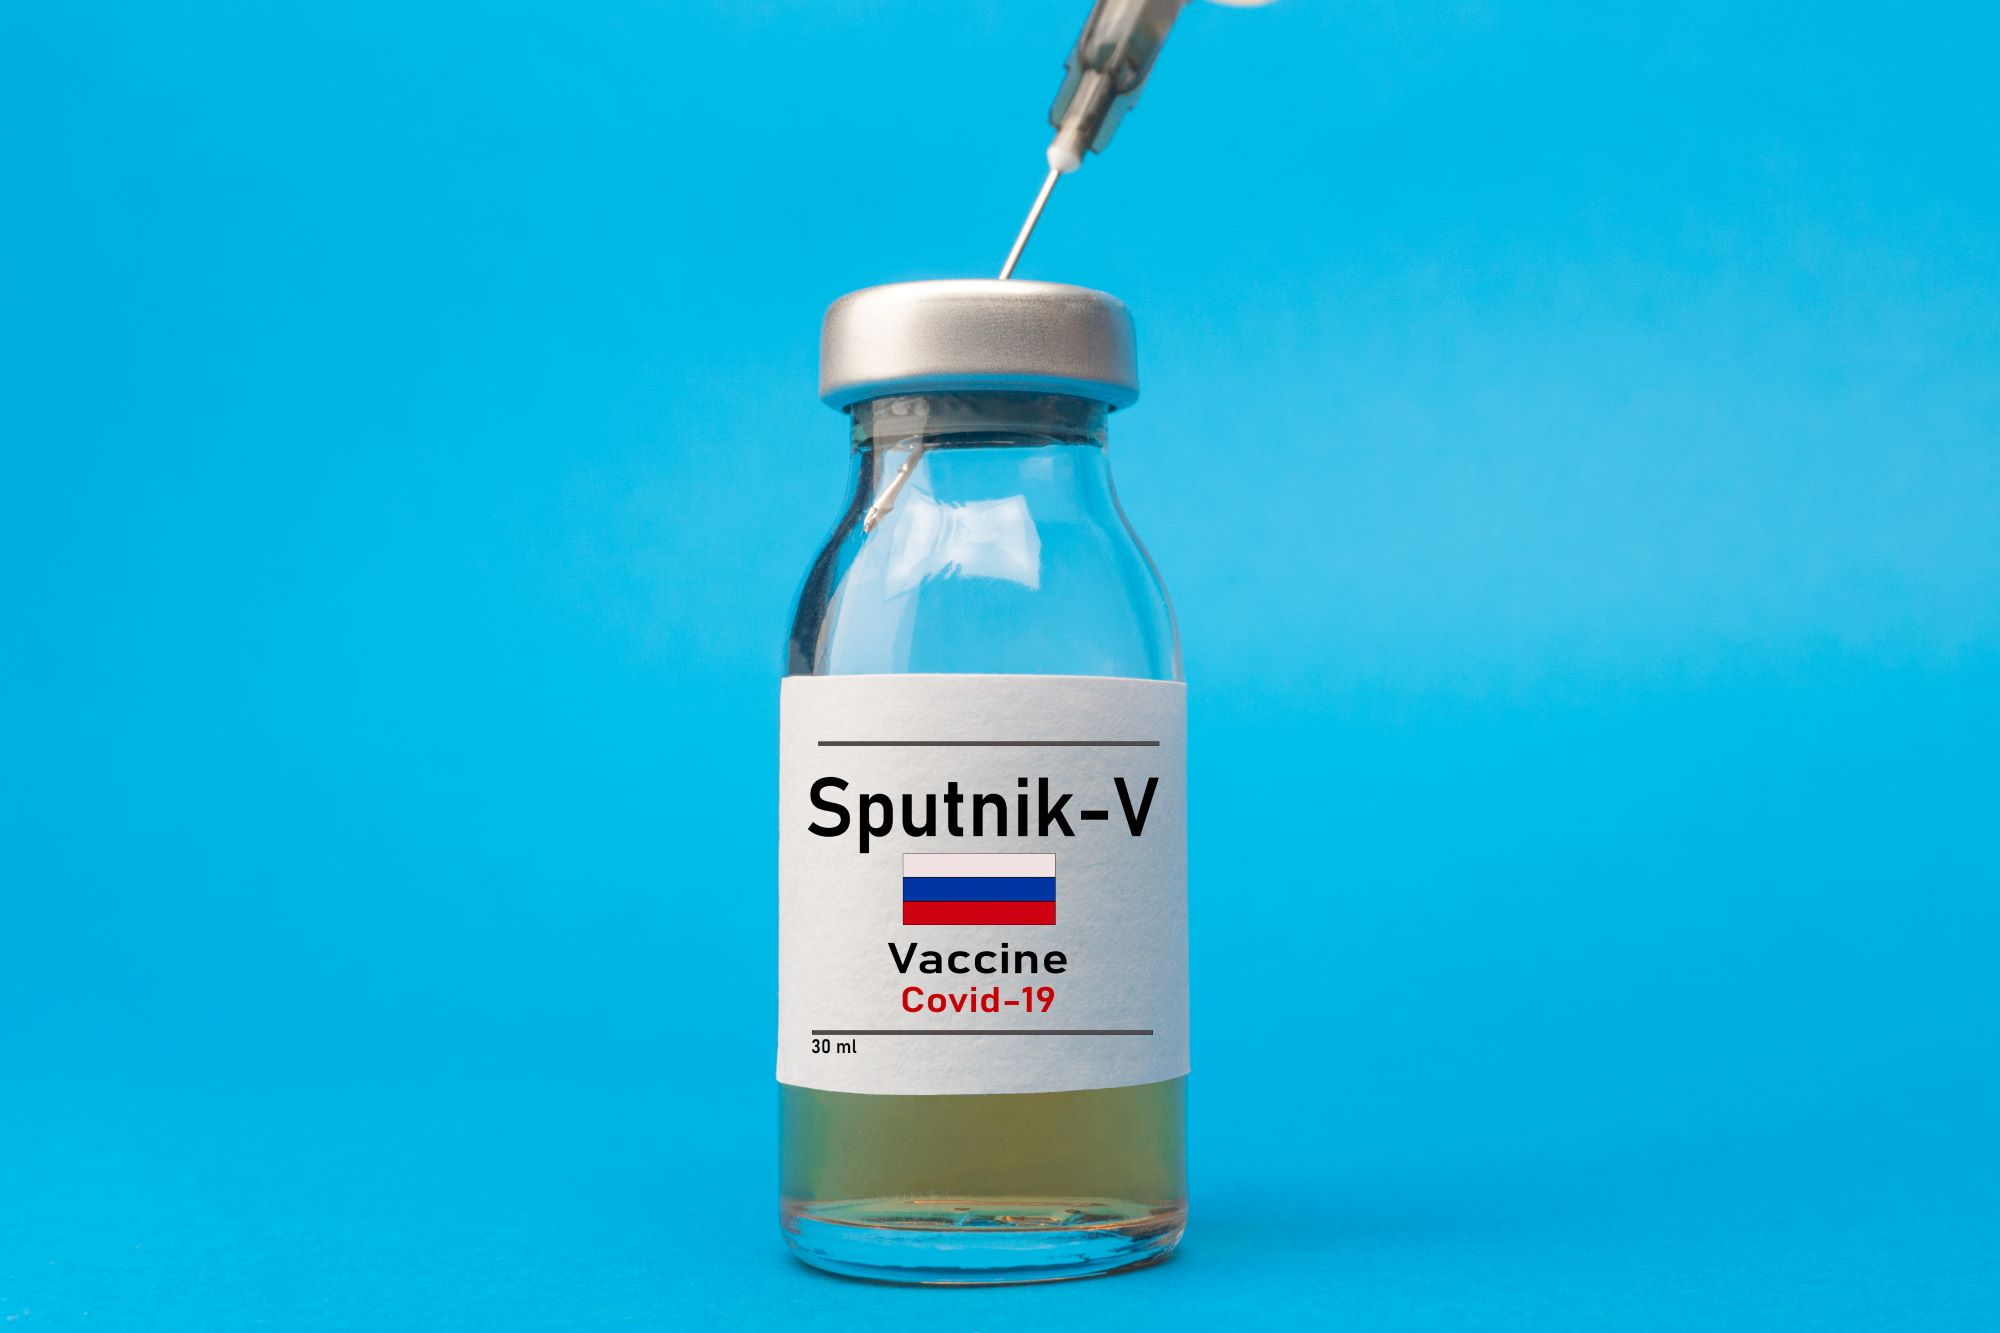 Sputnik-V
Vaccine
Covid-19
30 ml